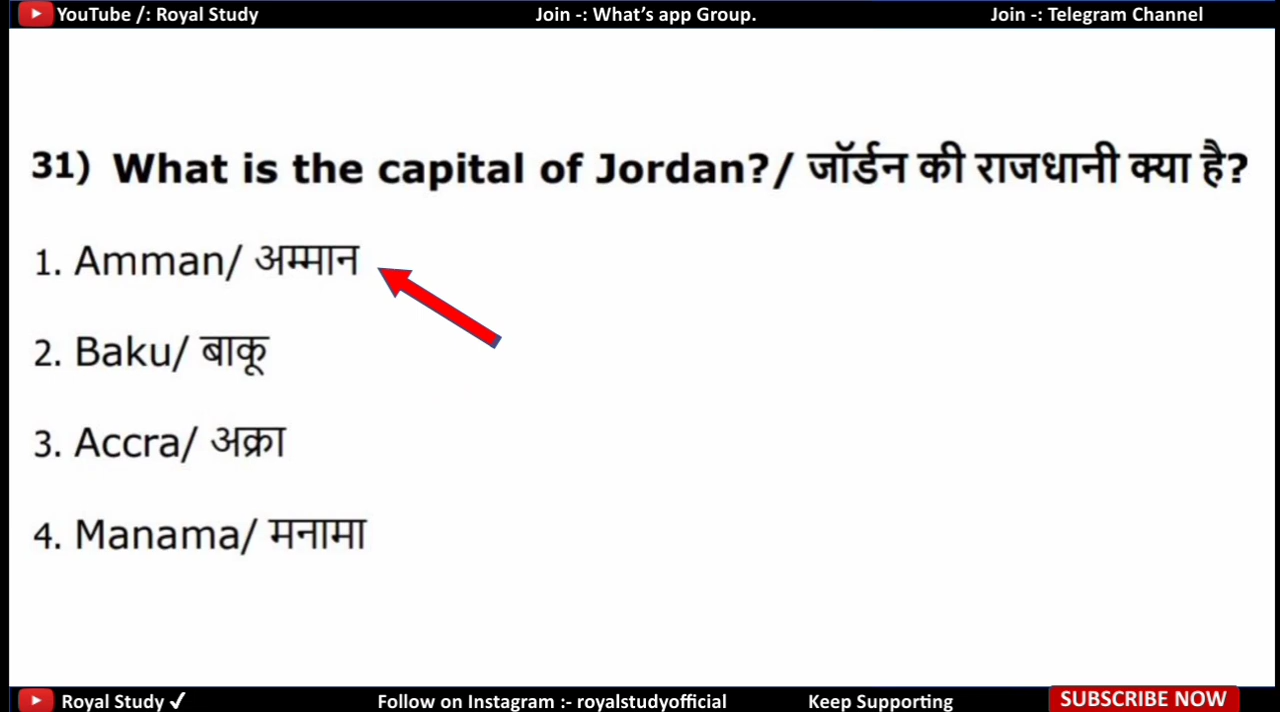 YouTube /: Royal Study Join -: What’s app Group. Join -: Telegram Channel
31) What is the capital of Jordan?/ जॉर्डन की राजधानी क्या है?
1. Amman/ अम्मान
2. Baku/ बाकू
3. Accra/ अक्रा
4. Manama/ मनामा
Royal Study ✓ Follow on Instagram :- royalstudyofficial Keep Supporting SUBSCRIBE NOW